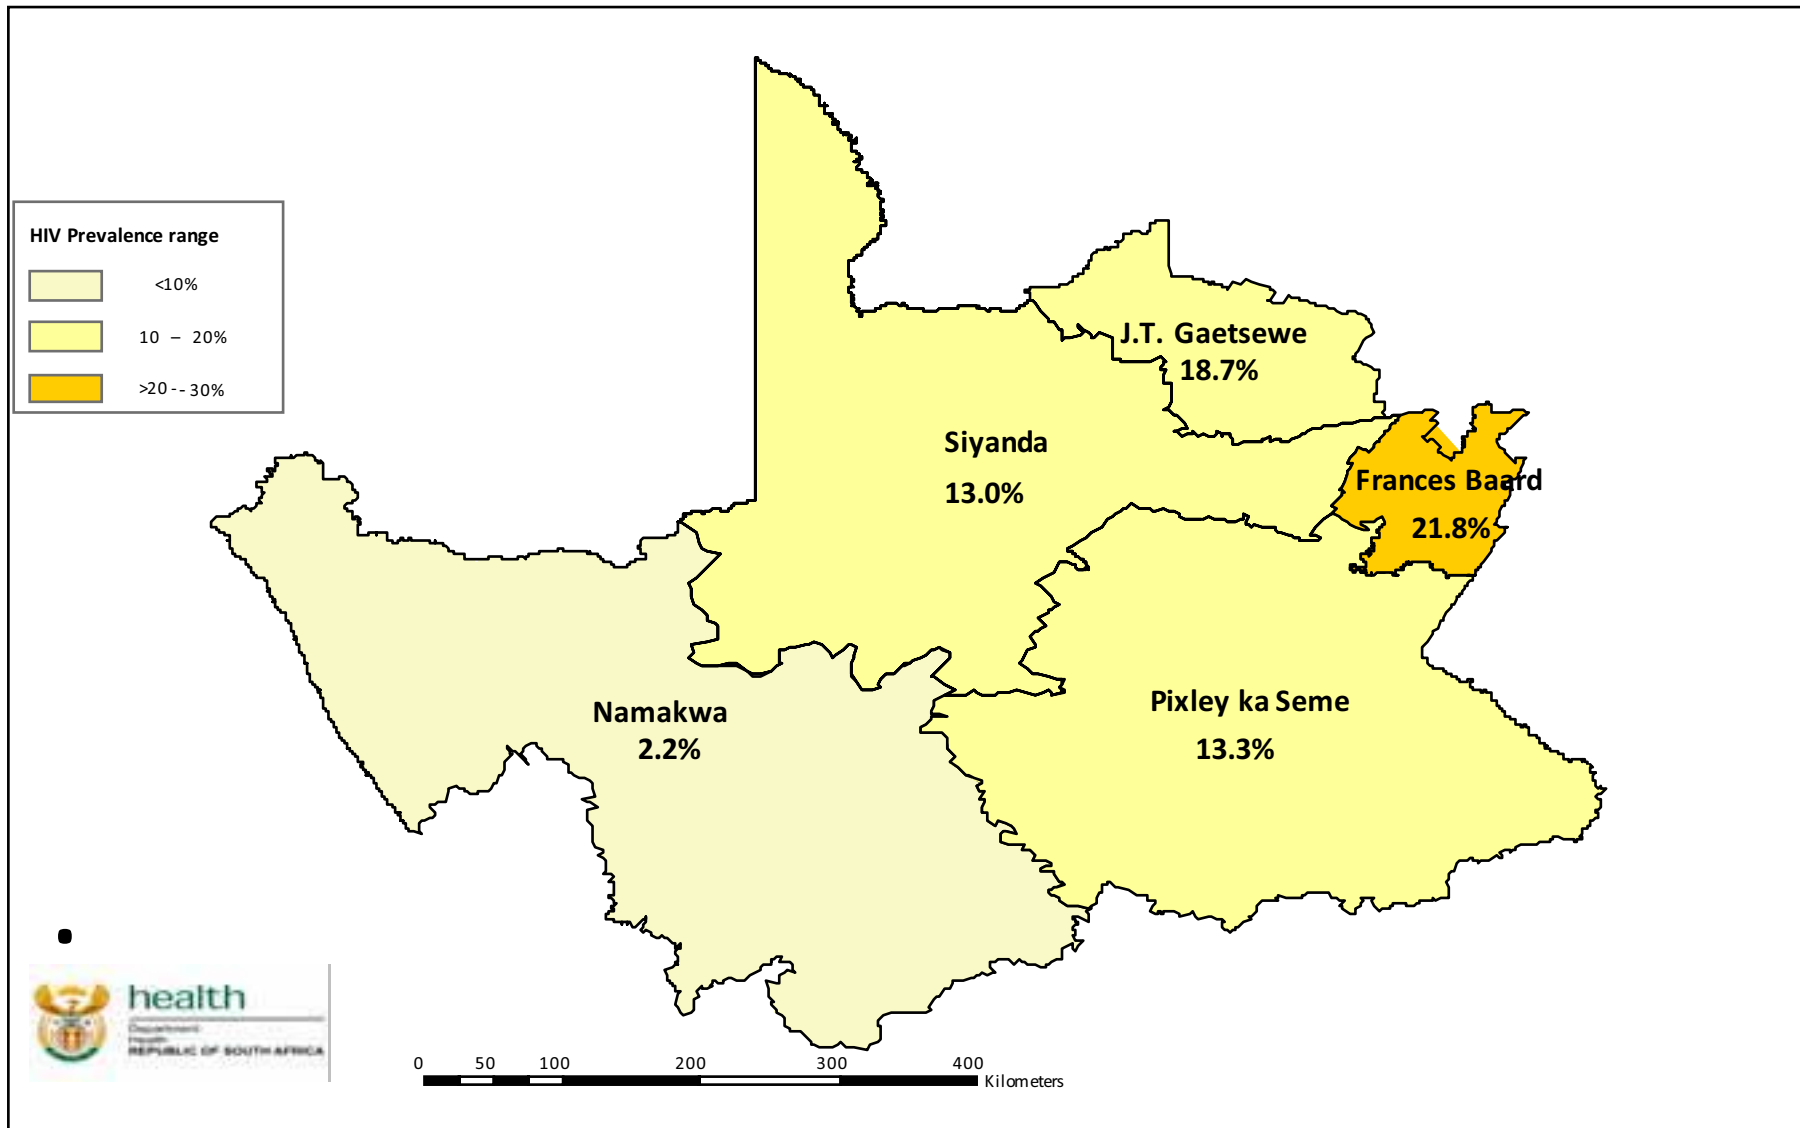 HIV Prevalence range
<10%
10 – 20%
>20 -- 30%
J.T. Gaetsewe
18.7%
Siyanda
13.0%
Frances Baard
21.8%
Namakwa
2.2%
Pixley ka Seme
13.3%
health
Department:
Health
REPUBLIC OF SOUTH AFRICA
0 50 100 200 300 400
Kilometers